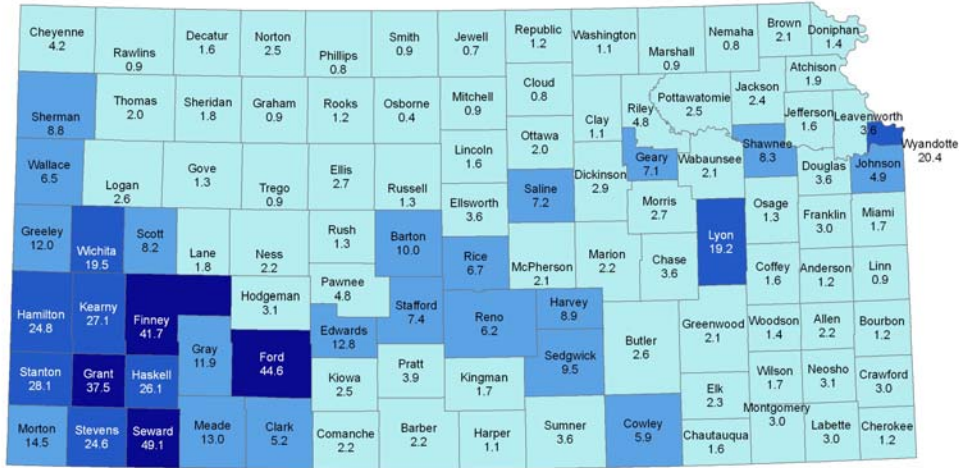 Cheyenne
4.2
Rawlins
0.9
Decatur
1.6
Norton
2.5
Phillips
0.8
Smith
0.9
Jewell
0.7
Republic
1.2
Washington
1.1
Marshall
0.9
Nemaha
0.8
Brown
2.1
Doniphan
1.4
Atchison
1.9
Sherman
8.8
Thomas
2.0
Sheridan
1.8
Graham
0.9
Rooks
1.2
Osborne
0.4
Mitchell
0.9
Cloud
0.8
Clay
1.1
Riley
4.8
Pottawatomie
2.5
Jackson
2.4
Jefferson
1.6
Leavenworth
3.6
Wyandotte
20.4
Wallace
6.5
Logan
2.6
Gove
1.3
Trego
0.9
Ellis
2.7
Russell
1.3
Lincoln
1.6
Ottawa
2.0
Saline
7.2
Dickinson
2.9
Geary
7.1
Wabaunsee
2.1
Shawnee
8.3
Douglas
3.6
Johnson
4.9
Greeley
12.0
Wichita
19.5
Scott
8.2
Lane
1.8
Ness
2.2
Rush
1.3
Barton
10.0
Ellsworth
3.6
Rice
6.7
McPherson
2.1
Marion
2.2
Morris
2.7
Chase
3.6
Lyon
19.2
Osage
1.3
Franklin
3.0
Miami
1.7
Hamilton
24.8
Kearny
27.1
Finney
41.7
Hodgeman
3.1
Pawnee
4.8
Stafford
7.4
Reno
6.2
Harvey
8.9
Coffey
1.6
Anderson
1.2
Linn
0.9
Gray
11.9
Ford
44.6
Edwards
12.8
Sedgwick
9.5
Butler
2.6
Greenwood
2.1
Woodson
1.4
Allen
2.2
Bourbon
1.2
Stanton
28.1
Grant
37.5
Haskell
26.1
Kiowa
2.5
Pratt
3.9
Kingman
1.7
Elk
2.3
Wilson
1.7
Neosho
3.1
Crawford
3.0
Morton
14.5
Stevens
24.6
Seward
49.1
Meade
13.0
Clark
5.2
Comanche
2.2
Barber
2.2
Harper
1.1
Sumner
3.6
Cowley
5.9
Chautauqua
1.6
Montgomery
3.0
Labette
3.0
Cherokee
1.2